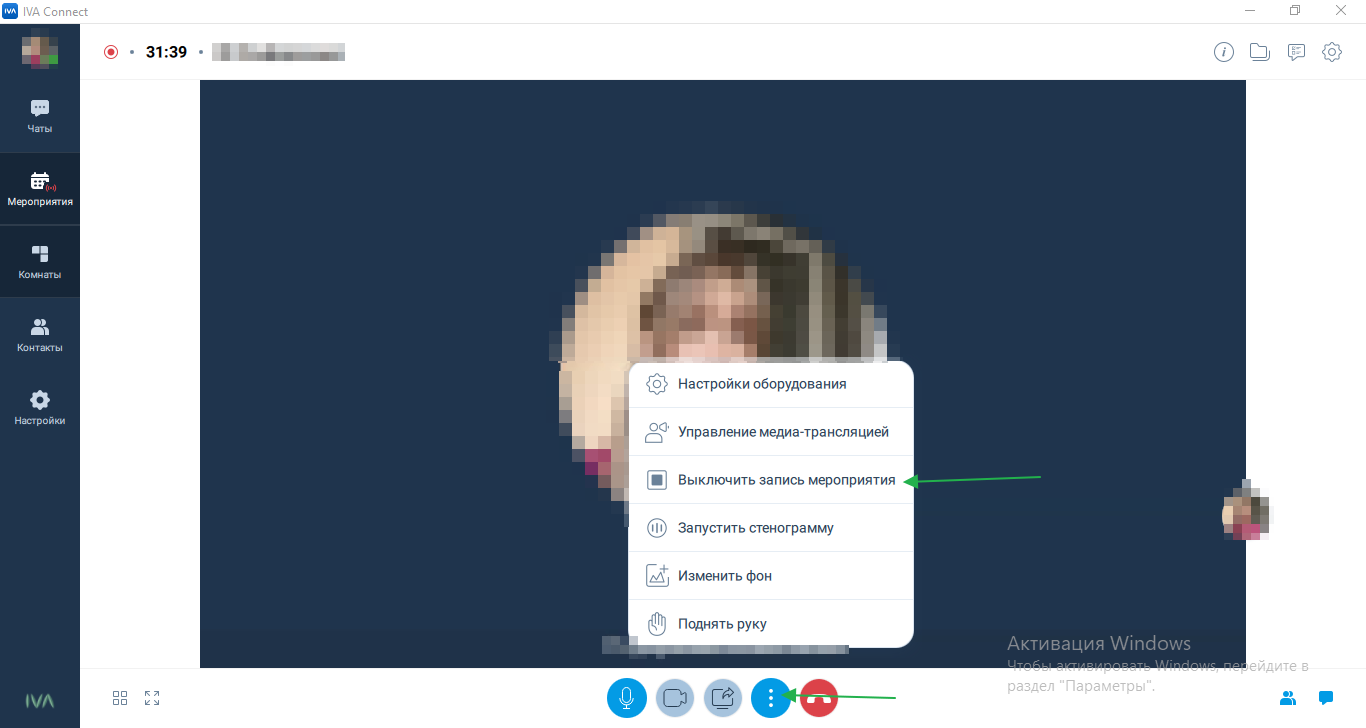 IVA IVA Connect
31:39
Чаты
Мероприятия
Комнаты
Контакты
Настройки
Настройки оборудования
Управление медиа-трансляцией
Выключить запись мероприятия
Запустить стенограмму
Изменить фон
Поднять руку
Активация Windows
Чтобы активировать Windows, перейдите в
раздел "Параметры".
IVA